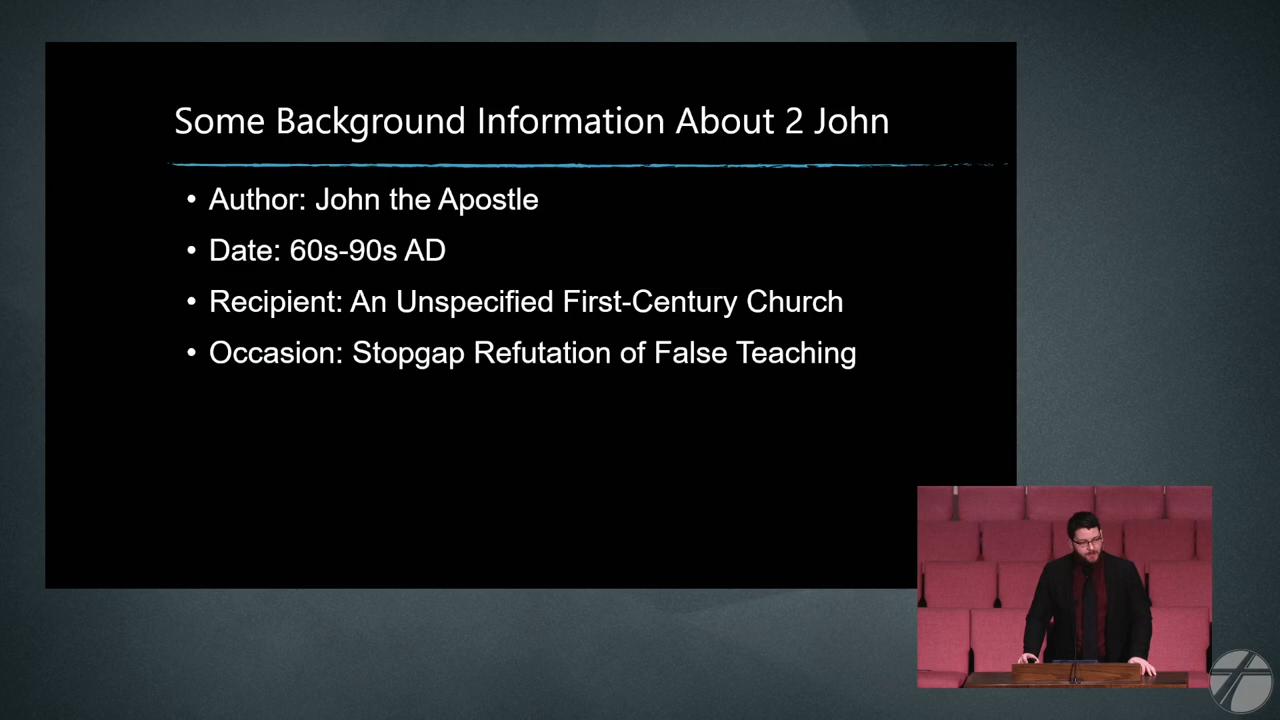 Some Background Information About 2 John
• Author: John the Apostle
• Date: 60s-90s AD
• Recipient: An Unspecified First-Century Church
• Occasion: Stopgap Refutation of False Teaching